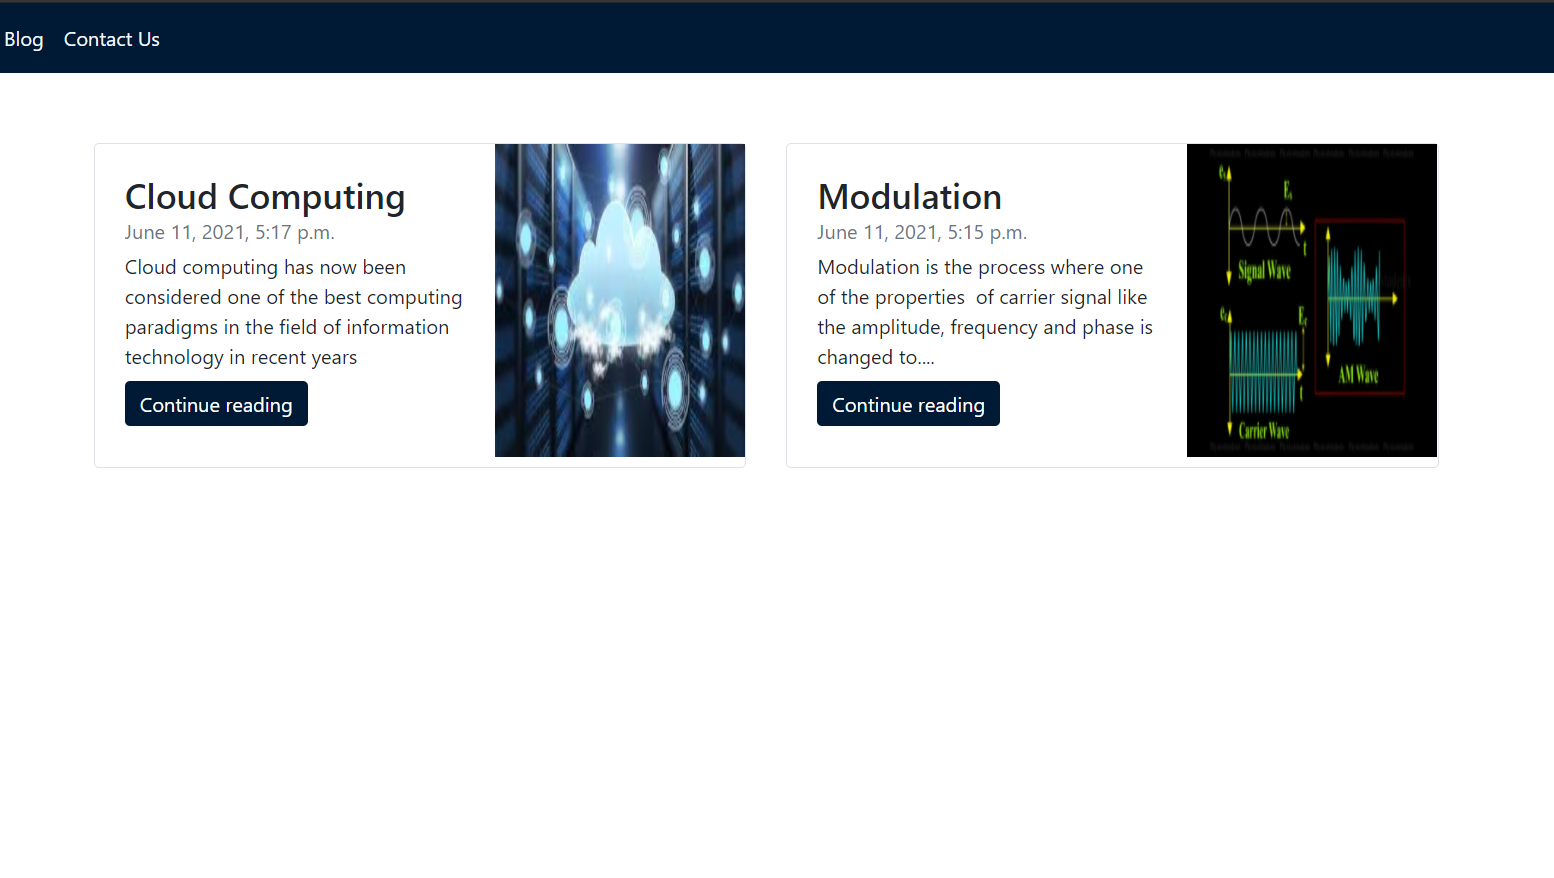 Blog Contact Us
Cloud Computing
June 11, 2021, 5:17 p.m.
Cloud computing has now been
considered one of the best computing
paradigms in the field of information
technology in recent years
Continue reading
Modulation
June 11, 2021, 5:15 p.m.
Modulation is the process where one
of the properties  of carrier signal like
the amplitude, frequency and phase is
changed to....
Continue reading
t
Signal Wave
t
Carrier Wave
AM Wave